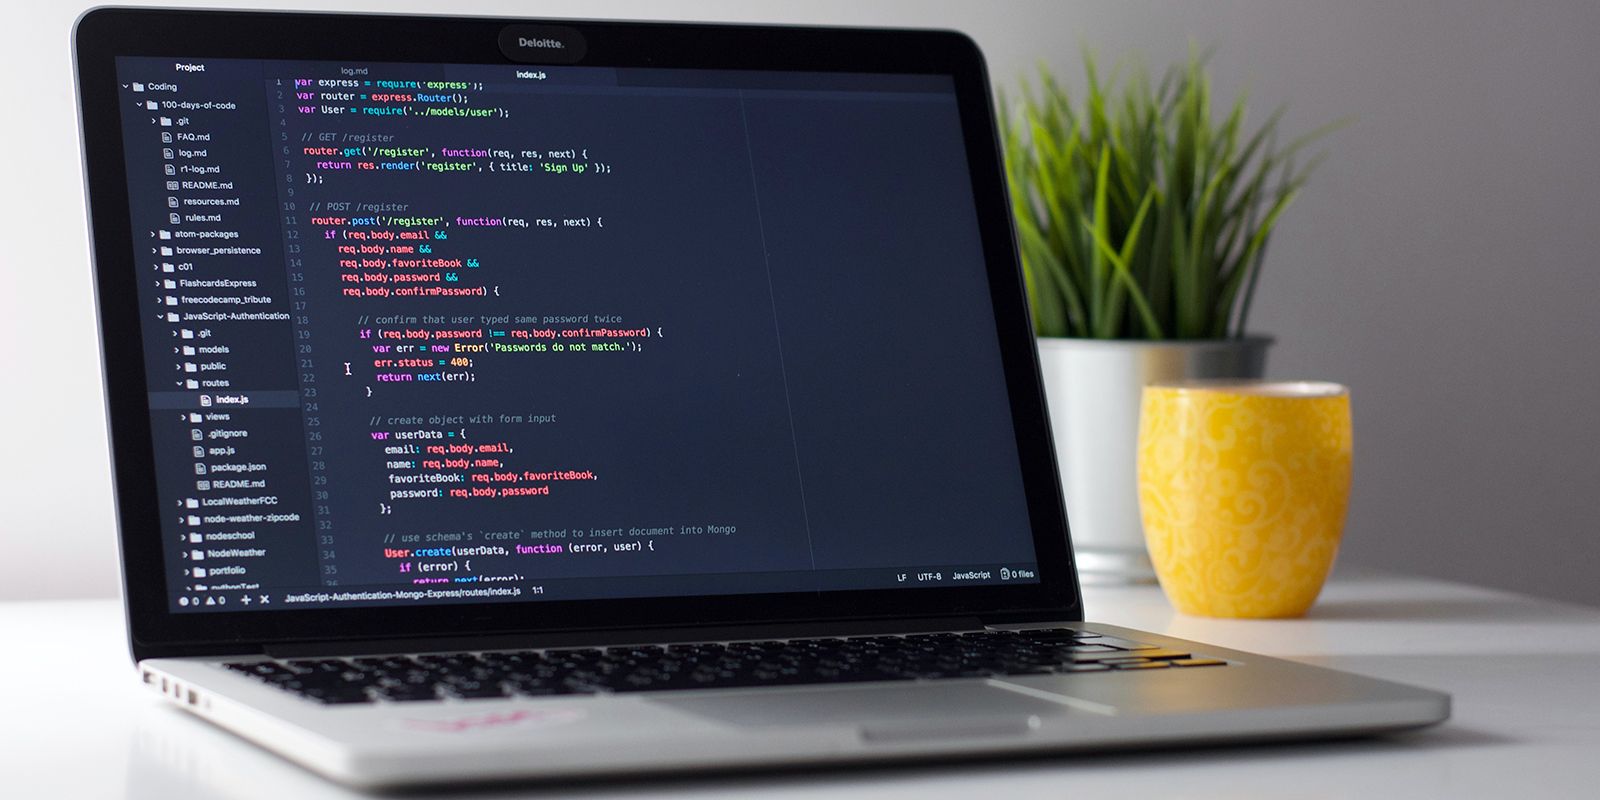 Deloitte.
Project
Coding
100-days-of-code
.git
FAQ.md
log.md
r1-log.md
README.md
resources.md
rules.md
atom-packages
browser_persistence
c01
FlashcardsExpress
freecodecamp_tribute
JavaScript-Authentication
.git
models
public
routes
index.js
views
.gitignore
app.js
package.json
README.md
LocalWeatherFCC
node-weather-zipcode
nodeschool
NodeWeather
portfolio
pythonTest
log.md
index.js
1 var express = require('express');
2 var router = express.Router();
3 var User = require('../models/user');
4
5 // GET /register
6 router.get('/register', function(req, res, next) {
7 return res.render('register', { title: 'Sign Up' });
8 });
9
10 // POST /register
11 router.post('/register', function(req, res, next) {
12 if (req.body.email &&
13 req.body.name &&
14 req.body.favoriteBook &&
15 req.body.password &&
16 req.body.confirmPassword) {
17
18 // confirm that user typed same password twice
19 if (req.body.password !== req.body.confirmPassword) {
20 var err = new Error('Passwords do not match.');
21 err.status = 400;
22 return next(err);
23 }
24
25 // create object with form input
26 var userData = {
27 email: req.body.email,
28 name: req.body.name,
29 favoriteBook: req.body.favoriteBook,
30 password: req.body.password
31 };
32
33 // use schema's `create` method to insert document into Mongo
34 User.create(userData, function (error, user) {
35 if (error) {
36 return next(error);
0 0 JavaScript-Authentication-Mongo-Express/routes/index.js 1:1 LF UTF-8 JavaScript 0 files